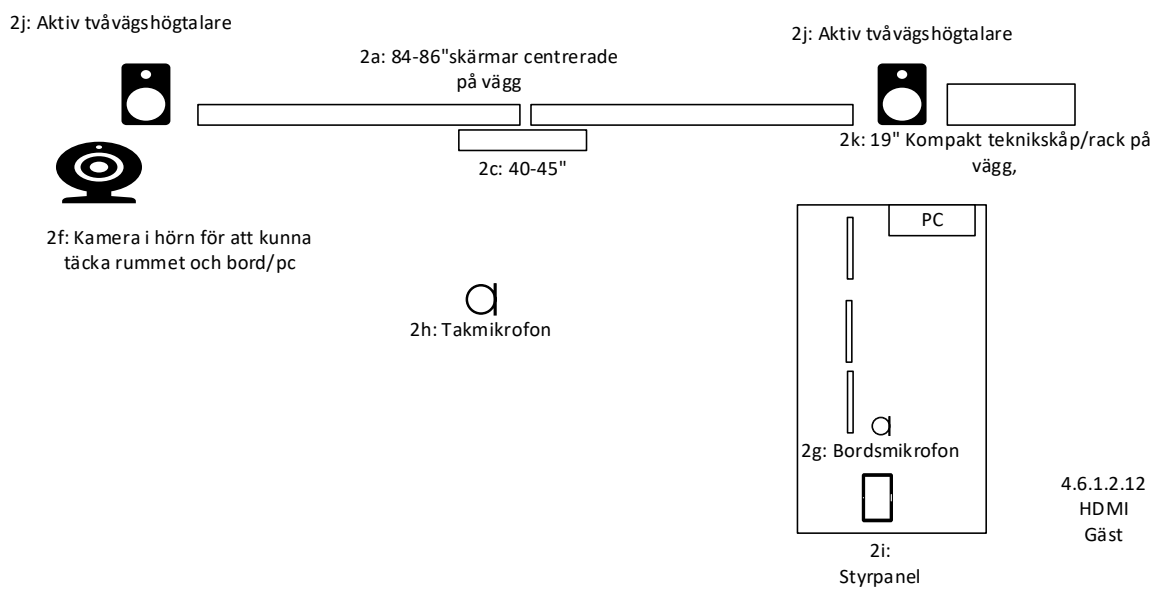 2j: Aktiv tvåvägshögtalare
2a: 84-86"skärmar centrerade
på vägg
2j: Aktiv tvåvägshögtalare
2c: 40-45"
2k: 19" Kompakt teknikskåp/rack på
vägg,
PC
2f: Kamera i hörn för att kunna
täcka rummet och bord/pc
2h: Takmikrofon
2g: Bordsmikrofon
4.6.1.2.12
HDMI
Gäst
2i:
Styrpanel